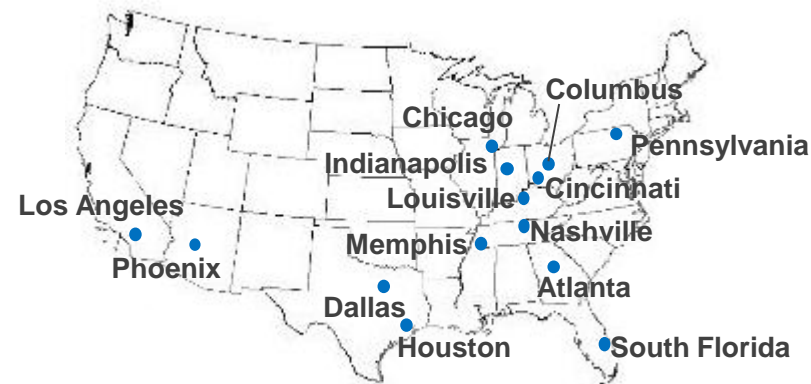 Columbus
Chicago
Pennsylvania
Indianapolis
Cincinnati
Louisville
Los Angeles
Nashville
Memphis
Phoenix
Atlanta
Dallas
Houston
South Florida